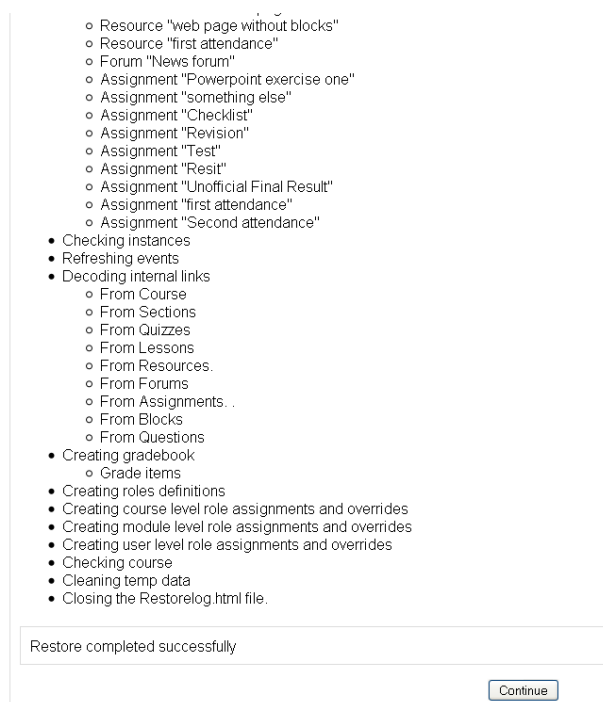 Resource "web page without blocks"
Resource "first attendance"
Forum "News forum"
Assignment "Powerpoint exercise one"
Assignment "something else"
Assignment "Checklist"
Assignment "Revision"
Assignment "Test"
Assignment "Resit"
Assignment "Unofficial Final Result"
Assignment "first attendance"
Assignment "Second attendance"
Checking instances
Refreshing events
Decoding internal links
From Course
From Sections
From Quizzes
From Lessons
From Resources.
From Forums
From Assignments. .
From Blocks
From Questions
Creating gradebook
Grade items
Creating roles definitions
Creating course level role assignments and overrides
Creating module level role assignments and overrides
Creating user level role assignments and overrides
Checking course
Cleaning temp data
Closing the Restorelog.html file.
Restore completed successfully
Continue